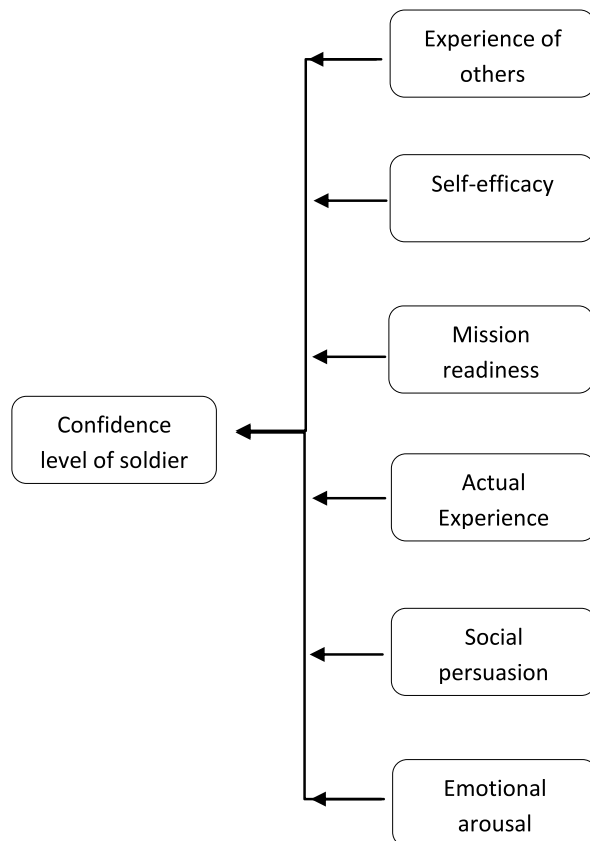 Experience of
others
Self-efficacy
Mission
readiness
Confidence
level of soldier
Actual
Experience
Social
persuasion
Emotional
arousal